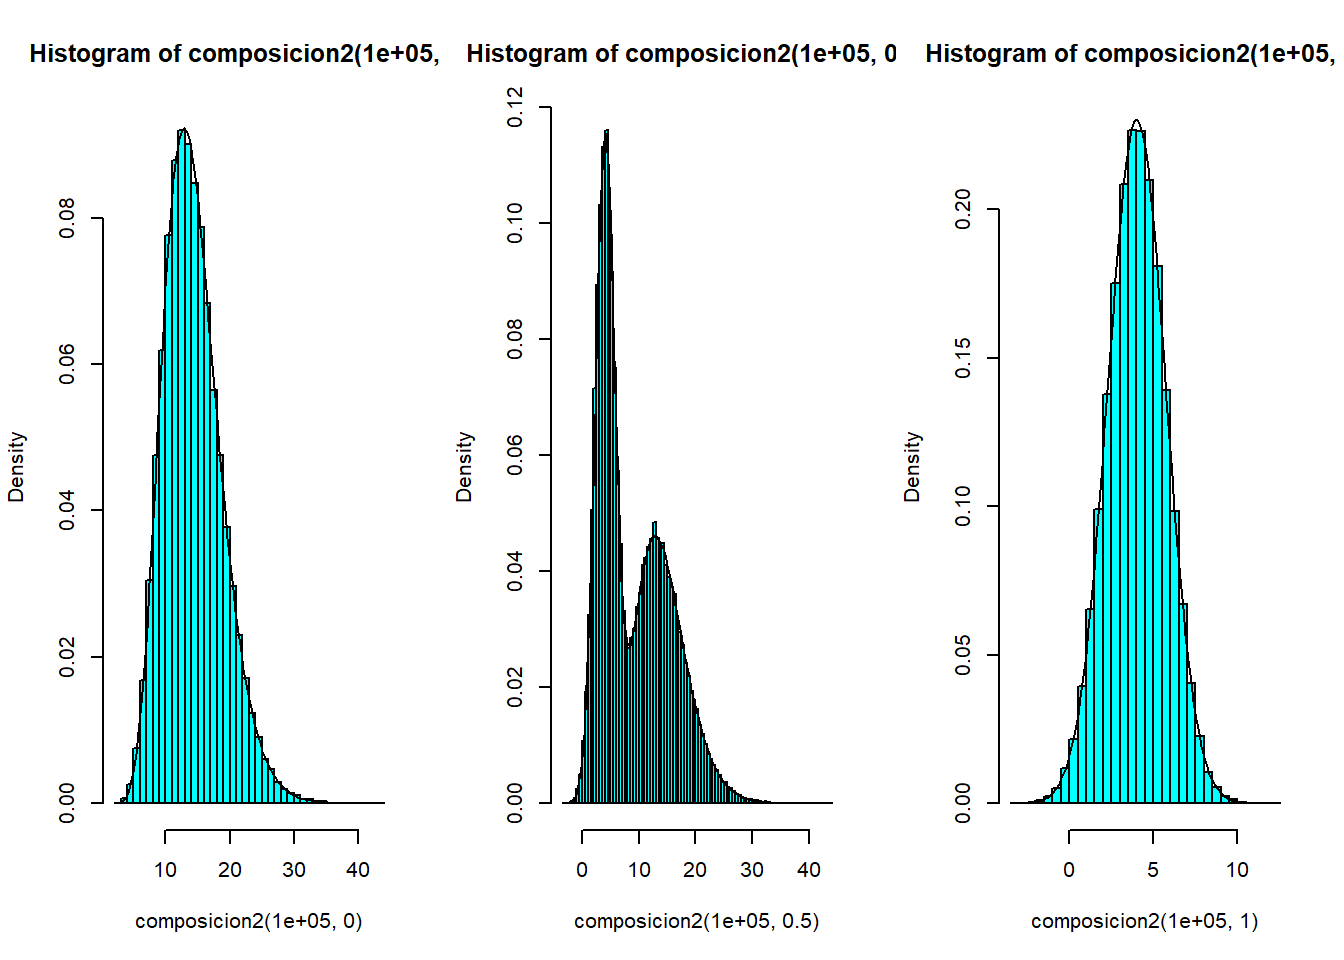 Histogram of composicion2(1e+05,
Density
0.00 0.02 0.04 0.06 0.08
10 20 30 40
composicion2(1e+05, 0)
Histogram of composicion2(1e+05, 0
Density
0.00 0.02 0.04 0.06 0.08 0.10 0.12
0 10 20 30 40
composicion2(1e+05, 0.5)
Histogram of composicion2(1e+05,
Density
0.00 0.05 0.10 0.15 0.20
0 5 10
composicion2(1e+05, 1)